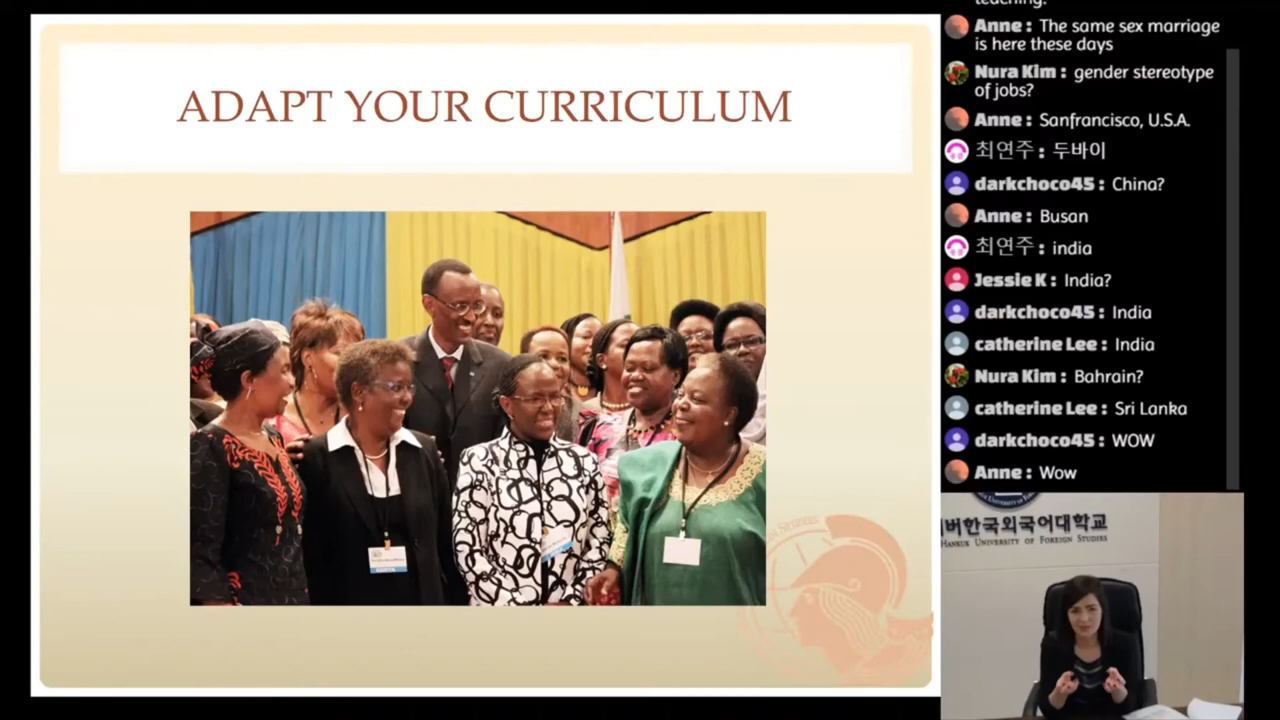 ADAPT YOUR CURRICULUM
teaching.
Anne : The same sex marriage
is here these days
Nura Kim : gender stereotype
of jobs?
Anne : Sanfrancisco, U.S.A.
최연주 : 두바이
darkchoco45 : China?
Anne : Busan
최연주 : india
Jessie K : India?
darkchoco45 : India
catherine Lee : India
Nura Kim : Bahrain?
catherine Lee : Sri Lanka
darkchoco45 : WOW
Anne : Wow
버한국외국어대학교
HANKUK UNIVERSITY OF FOREIGN STUDIES